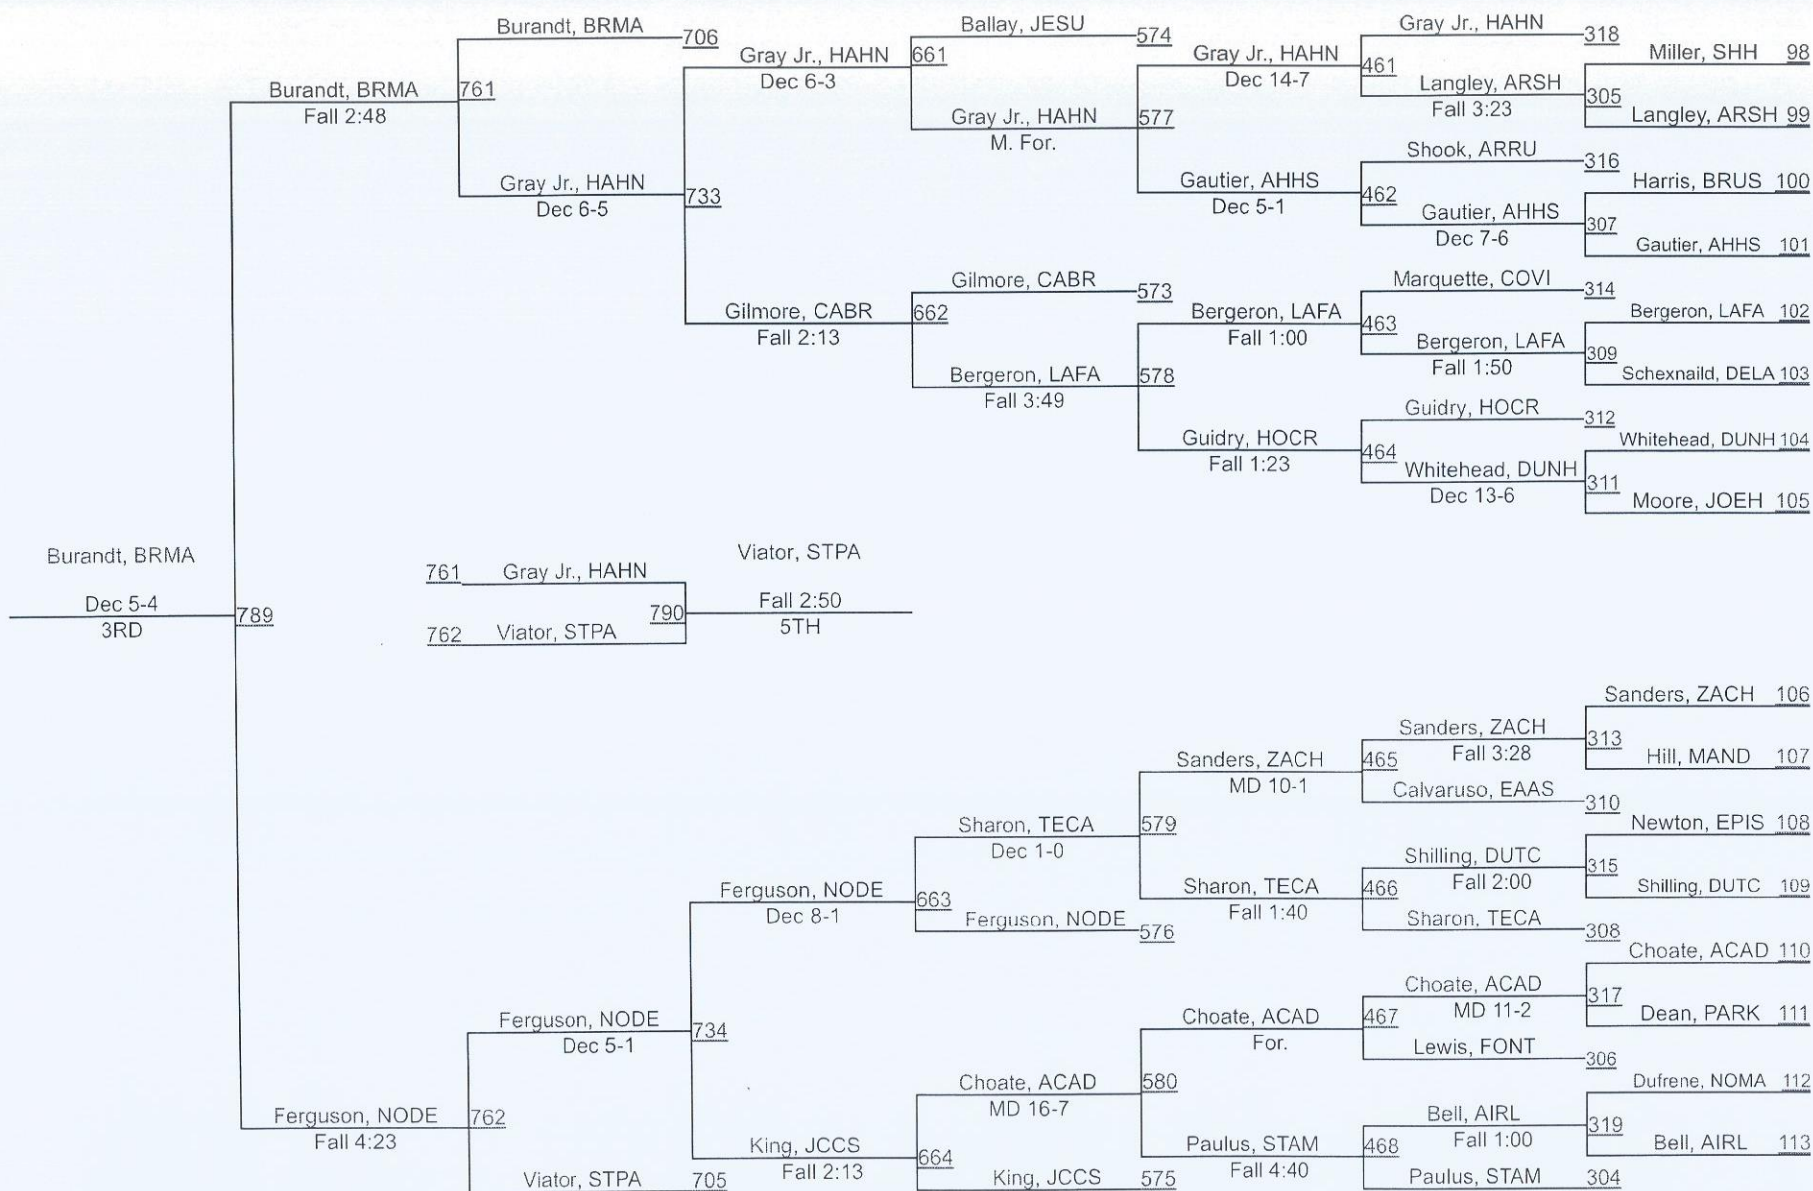 Burandt, BRMA 706
Ballay, JESU 574
Gray Jr., HAHN 318
Gray Jr., HAHN 661
Dec 6-3
Gray Jr., HAHN 461
Dec 14-7
Miller, SHH 98
Burandt, BRMA 761
Fall 2:48
Langley, ARSH 305
Fall 3:23
Langley, ARSH 99
Gray Jr., HAHN 577
M. For.
Shook, ARRU 316
Gray Jr., HAHN 733
Dec 6-5
Gautier, AHHS 462
Dec 5-1
Harris, BRUS 100
Gautier, AHHS 307
Dec 7-6
Gautier, AHHS 101
Gilmore, CABR 573
Marquette, COVI 314
Gilmore, CABR 662
Fall 2:13
Bergeron, LAFA 463
Fall 1:00
Bergeron, LAFA 102
Bergeron, LAFA 309
Fall 1:50
Schexnaild, DELA 103
Bergeron, LAFA 578
Fall 3:49
Guidry, HOCR 312
Guidry, HOCR 464
Fall 1:23
Whitehead, DUNH 104
Whitehead, DUNH 311
Dec 13-6
Moore, JOEH 105
Burandt, BRMA
Dec 5-4 789
3RD
761 Gray Jr., HAHN
762 Viator, STPA
790
Viator, STPA
Fall 2:50
5TH
Sanders, ZACH 106
Sanders, ZACH 313
Fall 3:28
Hill, MAND 107
Sanders, ZACH 465
MD 10-1
Calvaruso, EAAS 310
Newton, EPIS 108
Sharon, TECA 579
Dec 1-0
Shilling, DUTC 315
Fall 2:00
Shilling, DUTC 109
Ferguson, NODE 663
Dec 8-1
Sharon, TECA 466
Fall 1:40
Sharon, TECA 308
Ferguson, NODE 576
Choate, ACAD 110
Choate, ACAD 317
MD 11-2
Dean, PARK 111
Ferguson, NODE 734
Dec 5-1
Choate, ACAD 467
For.
Lewis, FONT 306
Choate, ACAD 580
MD 16-7
Dufrene, NOMA 112
Ferguson, NODE 762
Fall 4:23
Bell, AIRL 319
Fall 1:00
Bell, AIRL 113
King, JCCS 664
Fall 2:13
Paulus, STAM 468
Fall 4:40
Viator, STPA 705
King, JCCS 575
Paulus, STAM 304